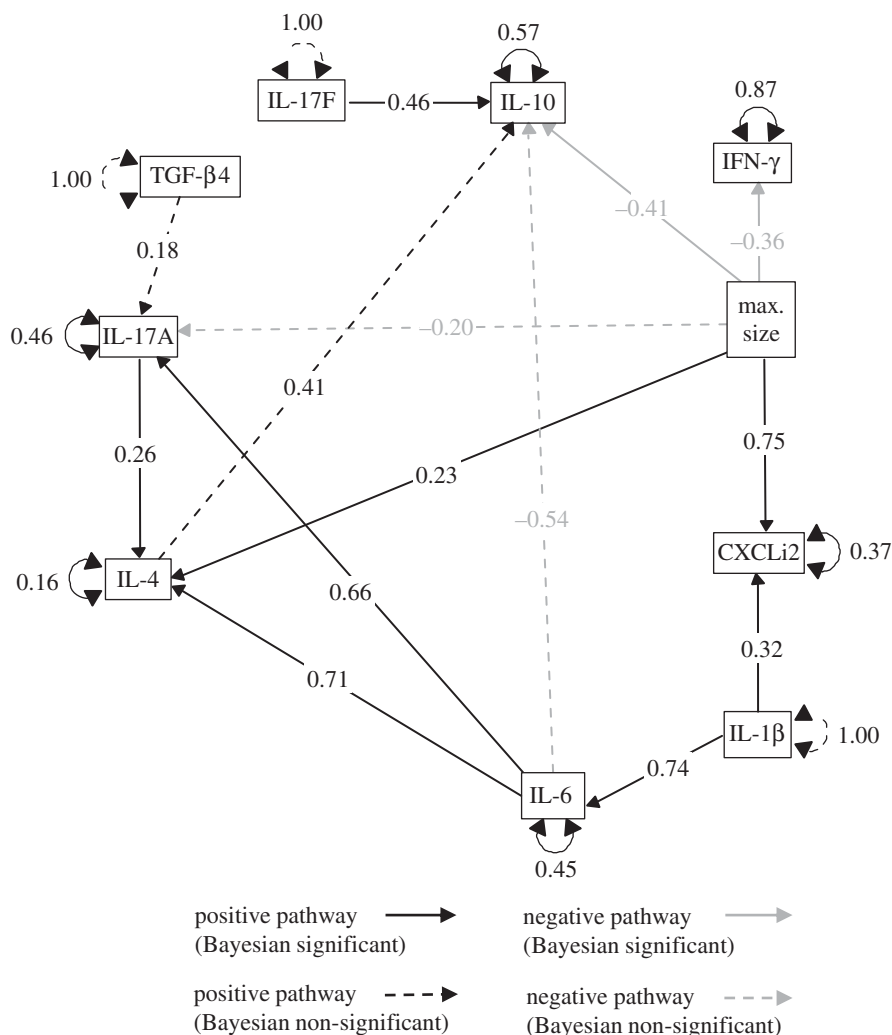 1.00
0.57
IL-17F
0.46
IL-10
0.87
IFN-γ
TGF-β4
1.00
–0.41
–0.36
0.18
max.
size
0.46
IL-17A
–0.20
0.41
0.26
0.75
0.23
–0.54
CXCLi2
0.37
0.16
IL-4
0.66
0.32
0.71
IL-1β
1.00
0.74
IL-6
0.45
positive pathway
(Bayesian significant)
negative pathway
(Bayesian significant)
positive pathway
(Bayesian non-significant)
negative pathway
(Bayesian non-significant)